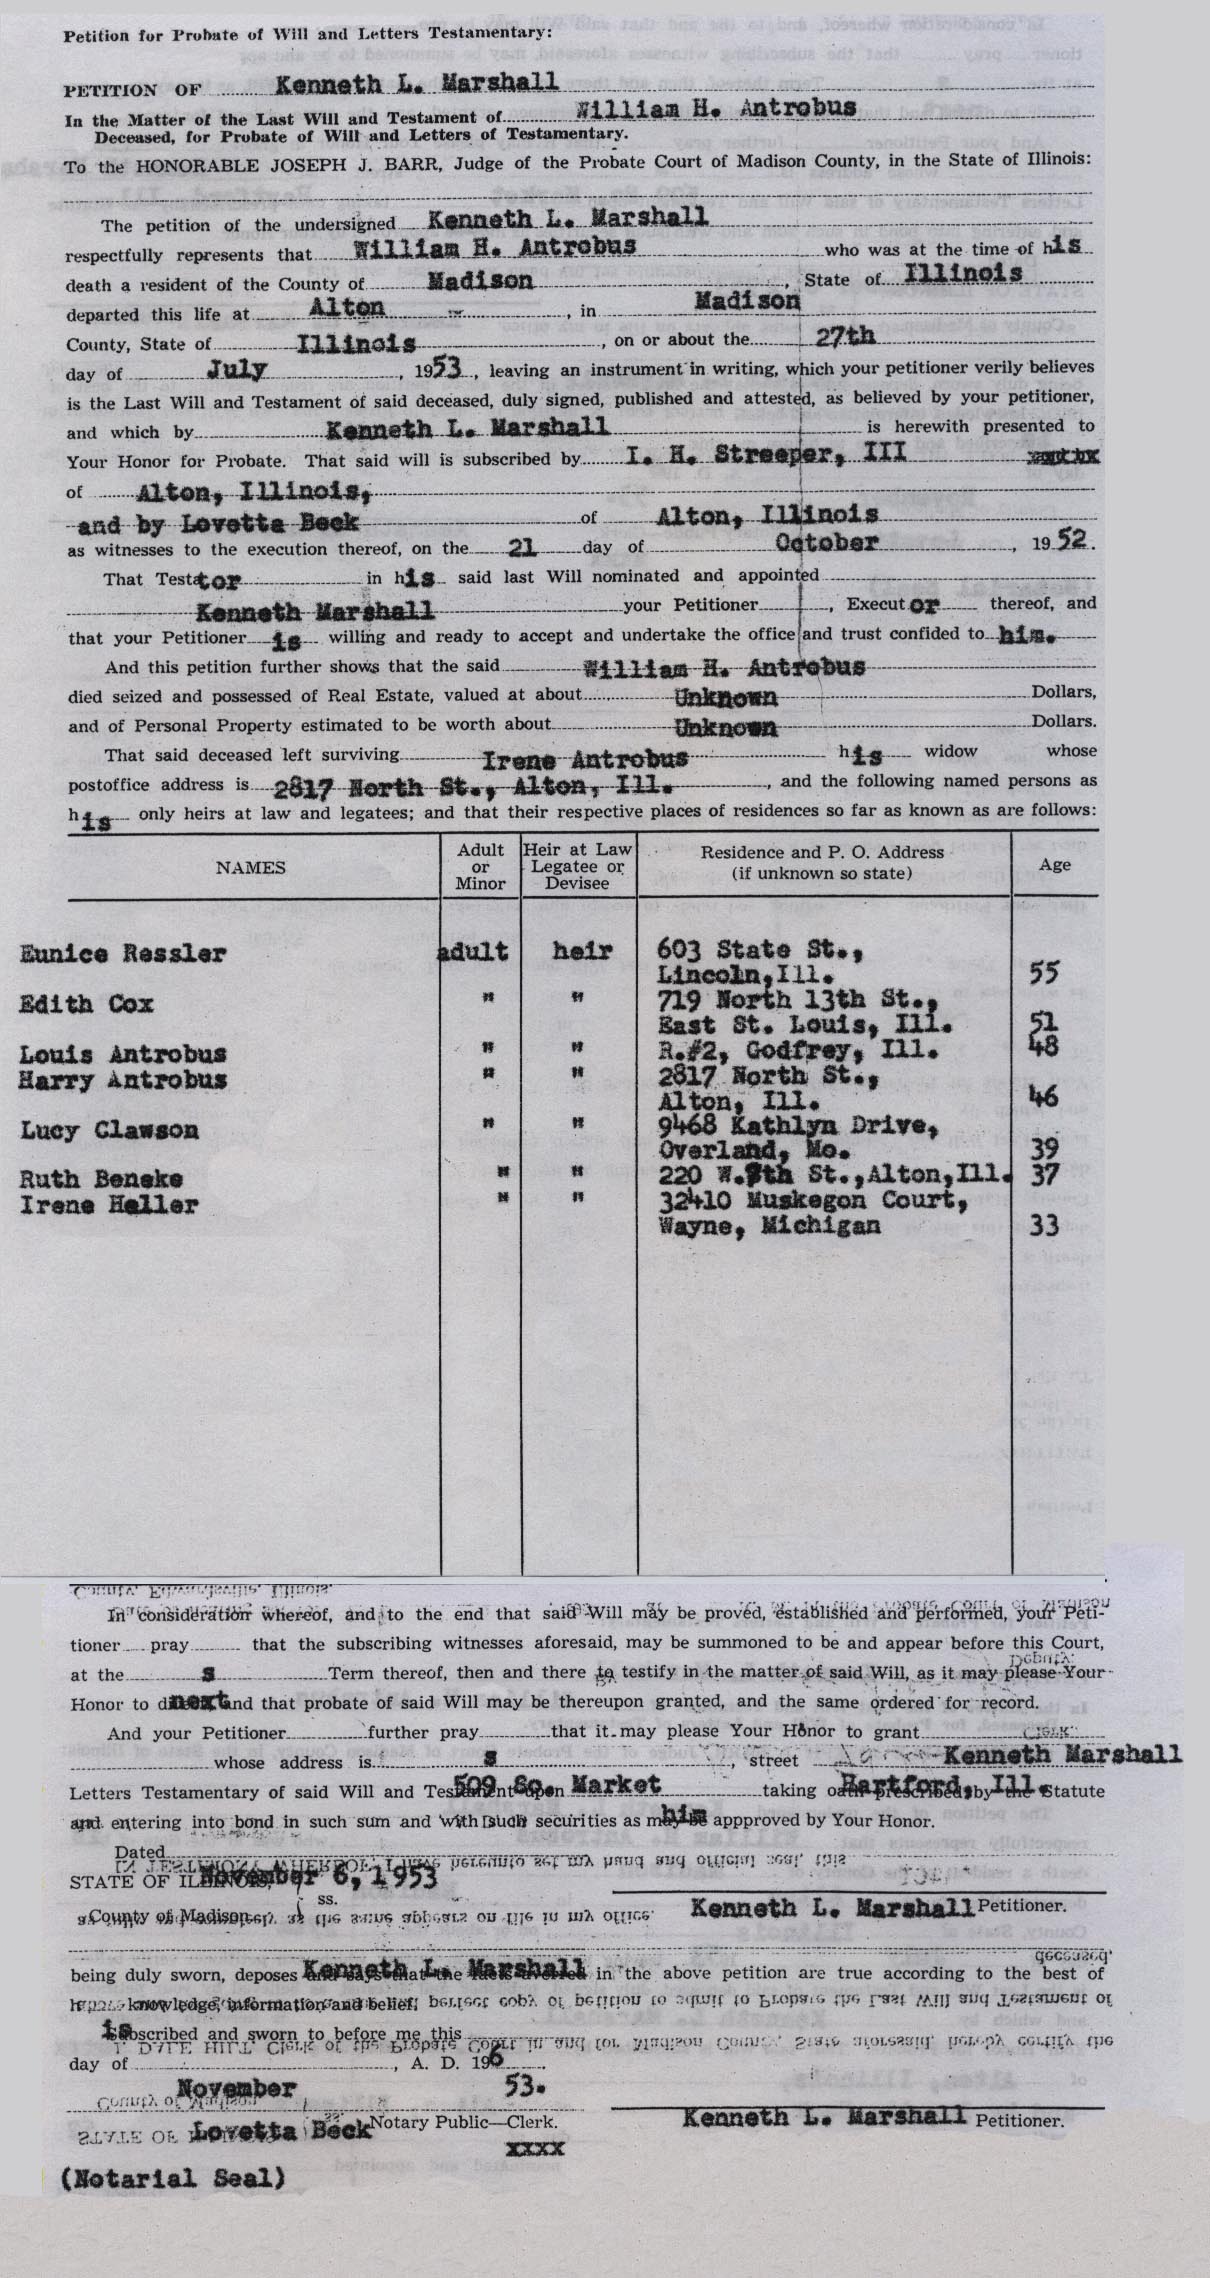 Petition for Probate of Will and Letters Testamentary:
PETITION OF Kenneth L. Marshall
In the Matter of the Last Will and Testament of William H. Antrobus
Deceased, for Probate of Will and Letters of Testamentary.
To the HONORABLE JOSEPH J. BARR, Judge of the Probate Court of Madison County, in the State of Illinois:
The petition of the undersigned Kenneth L. Marshall
respectfully represents that William H. Antrobus who was at the time of his
death a resident of the County of Madison, State of Illinois
departed this life at Alton, in Madison
County, State of Illinois, on or about the 27th
day of July, 1953, leaving an instrument in writing, which your petitioner verily believes
is the Last Will and Testament of said deceased, duly signed, published and attested, as believed by your petitioner,
and which by Kenneth L. Marshall is herewith presented to
Your Honor for Probate. That said will is subscribed by I. H. Streeper, III
of Alton, Illinois,
and by Lovetta Beck of Alton, Illinois
as witnesses to the execution thereof, on the 21 day of October, 1952.
That Testator in his said last Will nominated and appointed
Kenneth Marshall your Petitioner, Executor thereof, and
that your Petitioner is willing and ready to accept and undertake the office and trust confided to him.
And this petition further shows that the said William H. Antrobus
died seized and possessed of Real Estate, valued at about Unknown Dollars,
and of Personal Property estimated to be worth about Unknown Dollars.
That said deceased left surviving Irene Antrobus his widow whose
postoffice address is 2817 North St., Alton, Ill., and the following named persons as
his only heirs at law and legatees; and that their respective places of residences so far as known as are follows:
NAMES Adult or Minor Heir at Law Legatee or Devisee Residence and P. O. Address (if unknown so state) Age
Eunice Ressler adult heir 603 State St.,
Lincoln, Ill. 55
Edith Cox " " 719 North 13th St.,
East St. Louis, Ill. 51
Louis Antrobus " " R.#2, Godfrey, Ill. 48
Harry Antrobus " " 2817 North St.,
Alton, Ill. 46
Lucy Clawson " " 9468 Kathlyn Drive,
Overland, Mo. 39
Ruth Beneke " " 220 W. th St., Alton, Ill. 37
Irene Heller " " 32410 Muskegon Court,
Wayne, Michigan 33
In consideration whereof, and to the end that said Will may be proved, established and performed, your Peti-
tioner pray that the subscribing witnesses aforesaid, may be summoned to be and appear before this Court,
at the s Term thereof, then and there to testify in the matter of said Will, as it may please Your
Honor to d next and that probate of said Will may be thereupon granted, and the same ordered for record.
And your Petitioner further pray that it may please Your Honor to grant
whose address is s, street Kenneth Marshall
Letters Testamentary of said Will and Testament upon 509 So. Market taking oath prescribed by the Statute Hartford, Ill.
and entering into bond in such sum and with such securities as may be him appproved by Your Honor.
Dated
November 6, 1953
STATE OF ILLINOIS,
ss.
County of Madison
Kenneth L. Marshall Petitioner.
Kenneth L. Marshall
being duly sworn, deposes and says that the facts averred in the above petition are true according to the best of
h knowledge, information and belief.
is
Subscribed and sworn to before me this
day of, A. D. 19 6
November 53.
Lovetta Beck Notary Public—Clerk. Kenneth L. Marshall Petitioner.
xxxx
(Notarial Seal)